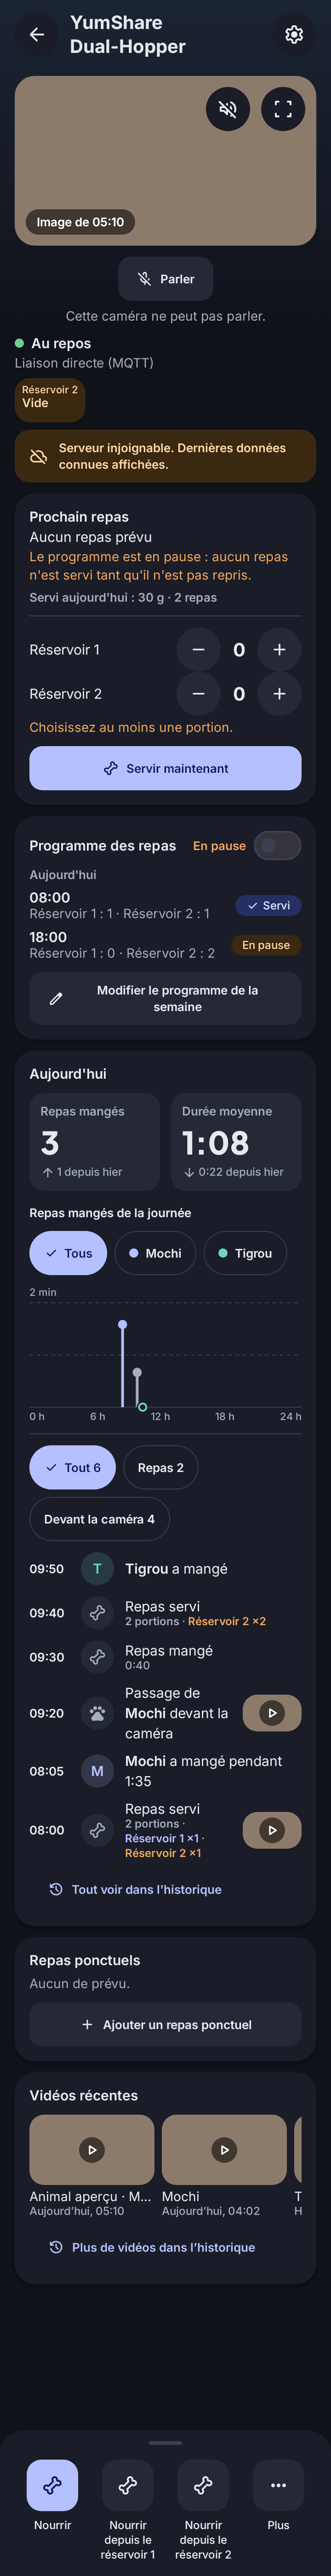 YumShare
Dual-Hopper
Image de 05:10
Parler
Cette caméra ne peut pas parler.
Au repos
Liaison directe (MQTT)
Réservoir 2
Vide
Serveur injoignable. Dernières données
connues affichées.
Prochain repas
Aucun repas prévu
Le programme est en pause : aucun repas
n'est servi tant qu'il n'est pas repris.
Servi aujourd'hui : 30 g · 2 repas
Réservoir 1
0
Réservoir 2
0
Choisissez au moins une portion.
Servir maintenant
Programme des repas
En pause
Aujourd'hui
08:00
Réservoir 1 : 1 · Réservoir 2 : 1
Servi
18:00
Réservoir 1 : 0 · Réservoir 2 : 2
En pause
Modifier le programme de la
semaine
Aujourd'hui
Repas mangés
3
1 depuis hier
Durée moyenne
1:08
0:22 depuis hier
Repas mangés de la journée
Tous
Mochi
Tigrou
2 min
0 h 6 h 12 h 18 h 24 h
Tout 6
Repas 2
Devant la caméra 4
09:50
T
Tigrou a mangé
09:40
Repas servi
2 portions · Réservoir 2 ×2
09:30
Repas mangé
0:40
09:20
Passage de
Mochi devant la
caméra
08:05
M
Mochi a mangé pendant
1:35
08:00
Repas servi
2 portions ·
Réservoir 1 ×1 ·
Réservoir 2 ×1
Tout voir dans l'historique
Repas ponctuels
Aucun de prévu.
Ajouter un repas ponctuel
Vidéos récentes
Animal aperçu · M…
Aujourd’hui, 05:10
Mochi
Aujourd’hui, 04:02
T
H
Plus de vidéos dans l’historique
Nourrir
Nourrir
depuis le
réservoir 1
Nourrir
depuis le
réservoir 2
Plus